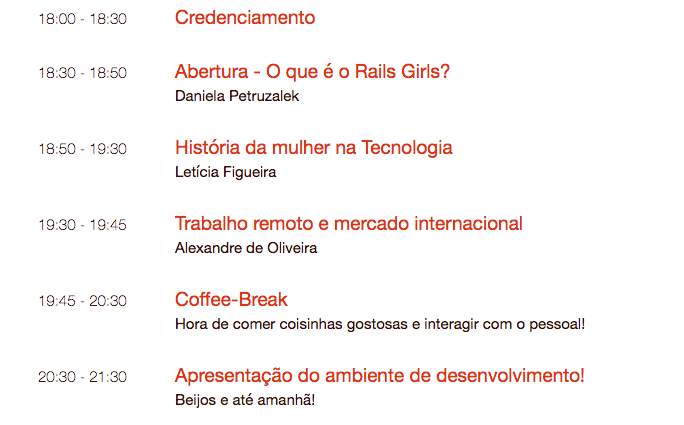 18:00 - 18:30 Credenciamento
18:30 - 18:50 Abertura - O que é o Rails Girls?
Daniela Petruzalek
18:50 - 19:30 História da mulher na Tecnologia
Letícia Figueira
19:30 - 19:45 Trabalho remoto e mercado internacional
Alexandre de Oliveira
19:45 - 20:30 Coffee-Break
Hora de comer coisinhas gostosas e interagir com o pessoal!
20:30 - 21:30 Apresentação do ambiente de desenvolvimento!
Beijos e até amanhã!